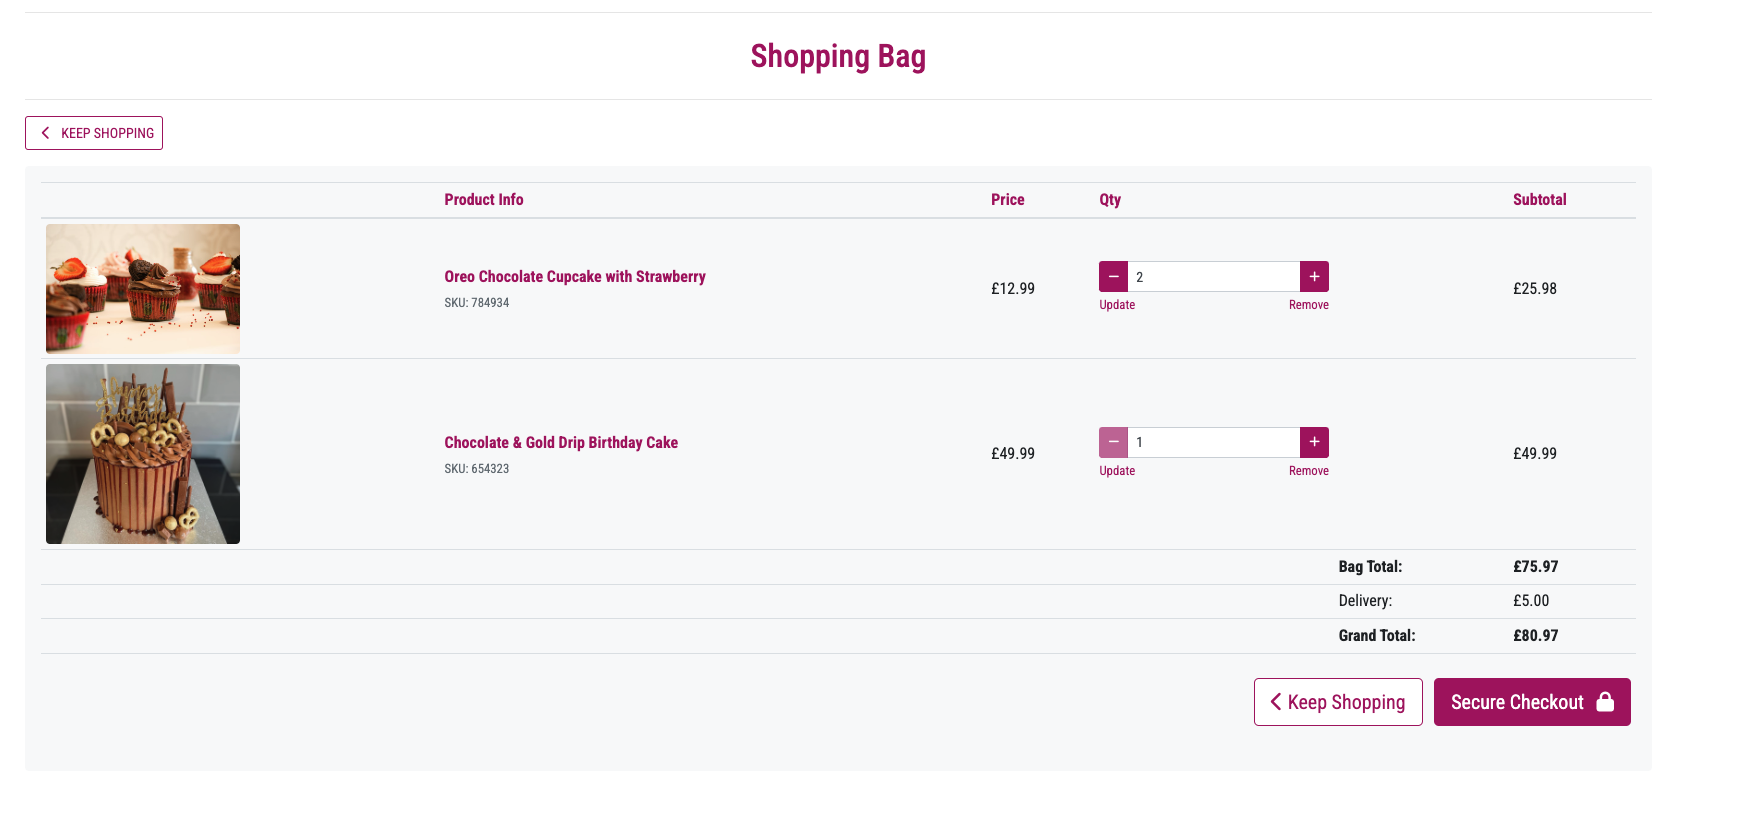 Shopping Bag
KEEP SHOPPING
Product Info Price Qty Subtotal
Oreo Chocolate Cupcake with Strawberry
SKU: 784934
£12.99
− 2 +
Update Remove
£25.98
Happy
Birthday
Chocolate & Gold Drip Birthday Cake
SKU: 654323
£49.99
− 1 +
Update Remove
£49.99
Bag Total: £75.97
Delivery: £5.00
Grand Total: £80.97
Keep Shopping
Secure Checkout